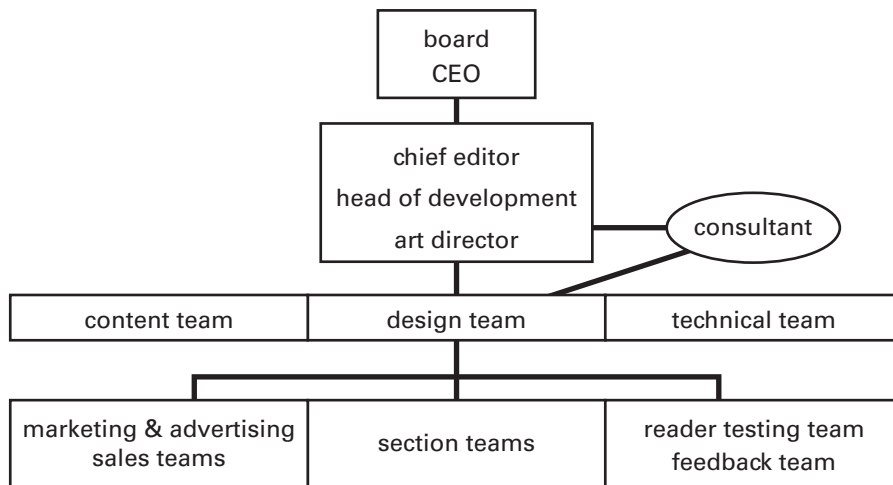 board
CEO
chief editor
head of development
art director
consultant
content team
design team
technical team
marketing & advertising
sales teams
section teams
reader testing team
feedback team